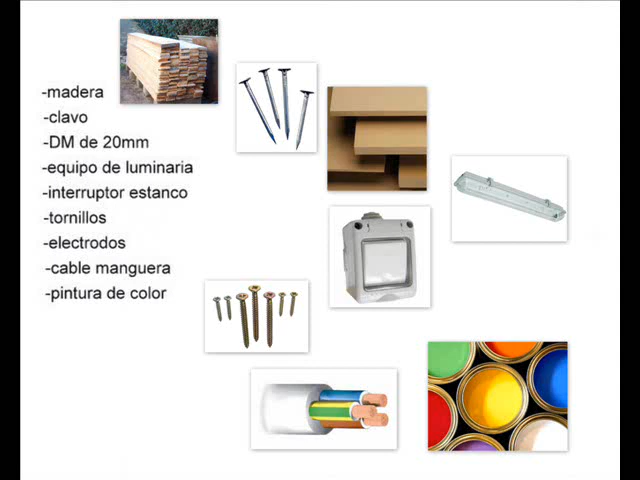 -madera
-clavo
-DM de 20mm
-equipo de luminaria
-interruptor estanco
-tornillos
-electrodos
-cable manguera
-pintura de color